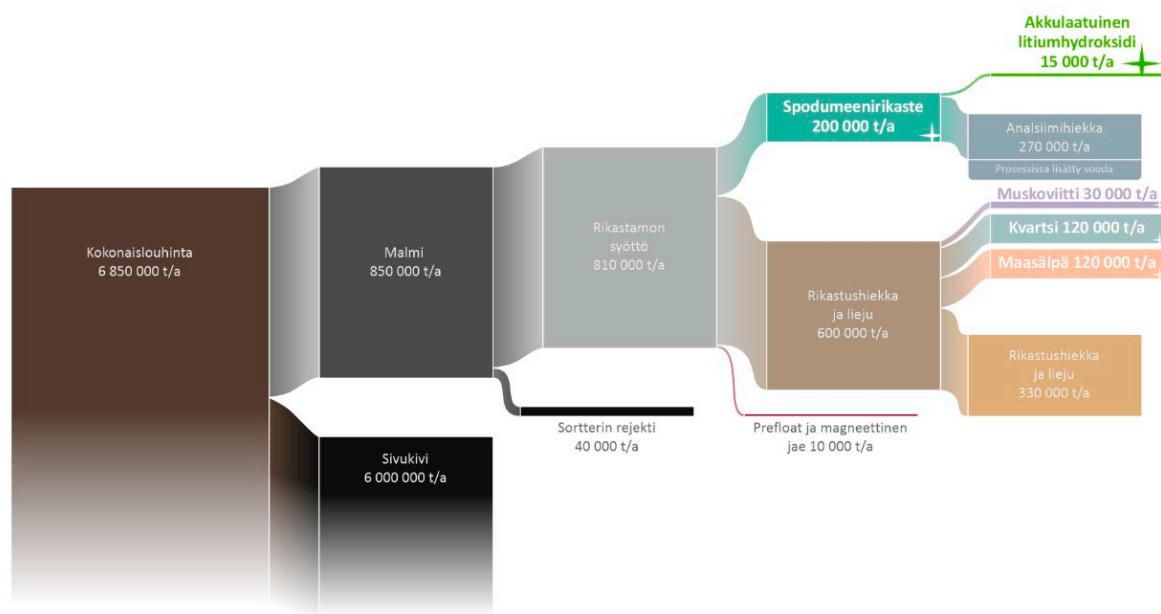 Akkulaatuinen
litiumhydroksidi
15 000 t/a
Spodumeenirikaste
200 000 t/a
Analsiimihiekka
270 000 t/a
Prosessissa lisätty sooda
Muskoviitti 30 000 t/a
Kvartsi 120 000 t/a
Maasälpä 120 000 t/a
Kokonaislouhinta
6 850 000 t/a
Malmi
850 000 t/a
Rikastamon
syöttö
810 000 t/a
Rikastushiekka
ja lieju
600 000 t/a
Rikastushiekka
ja lieju
330 000 t/a
Sortterin rejekti
40 000 t/a
Prefloat ja magneettinen
jae 10 000 t/a
Sivukivi
6 000 000 t/a